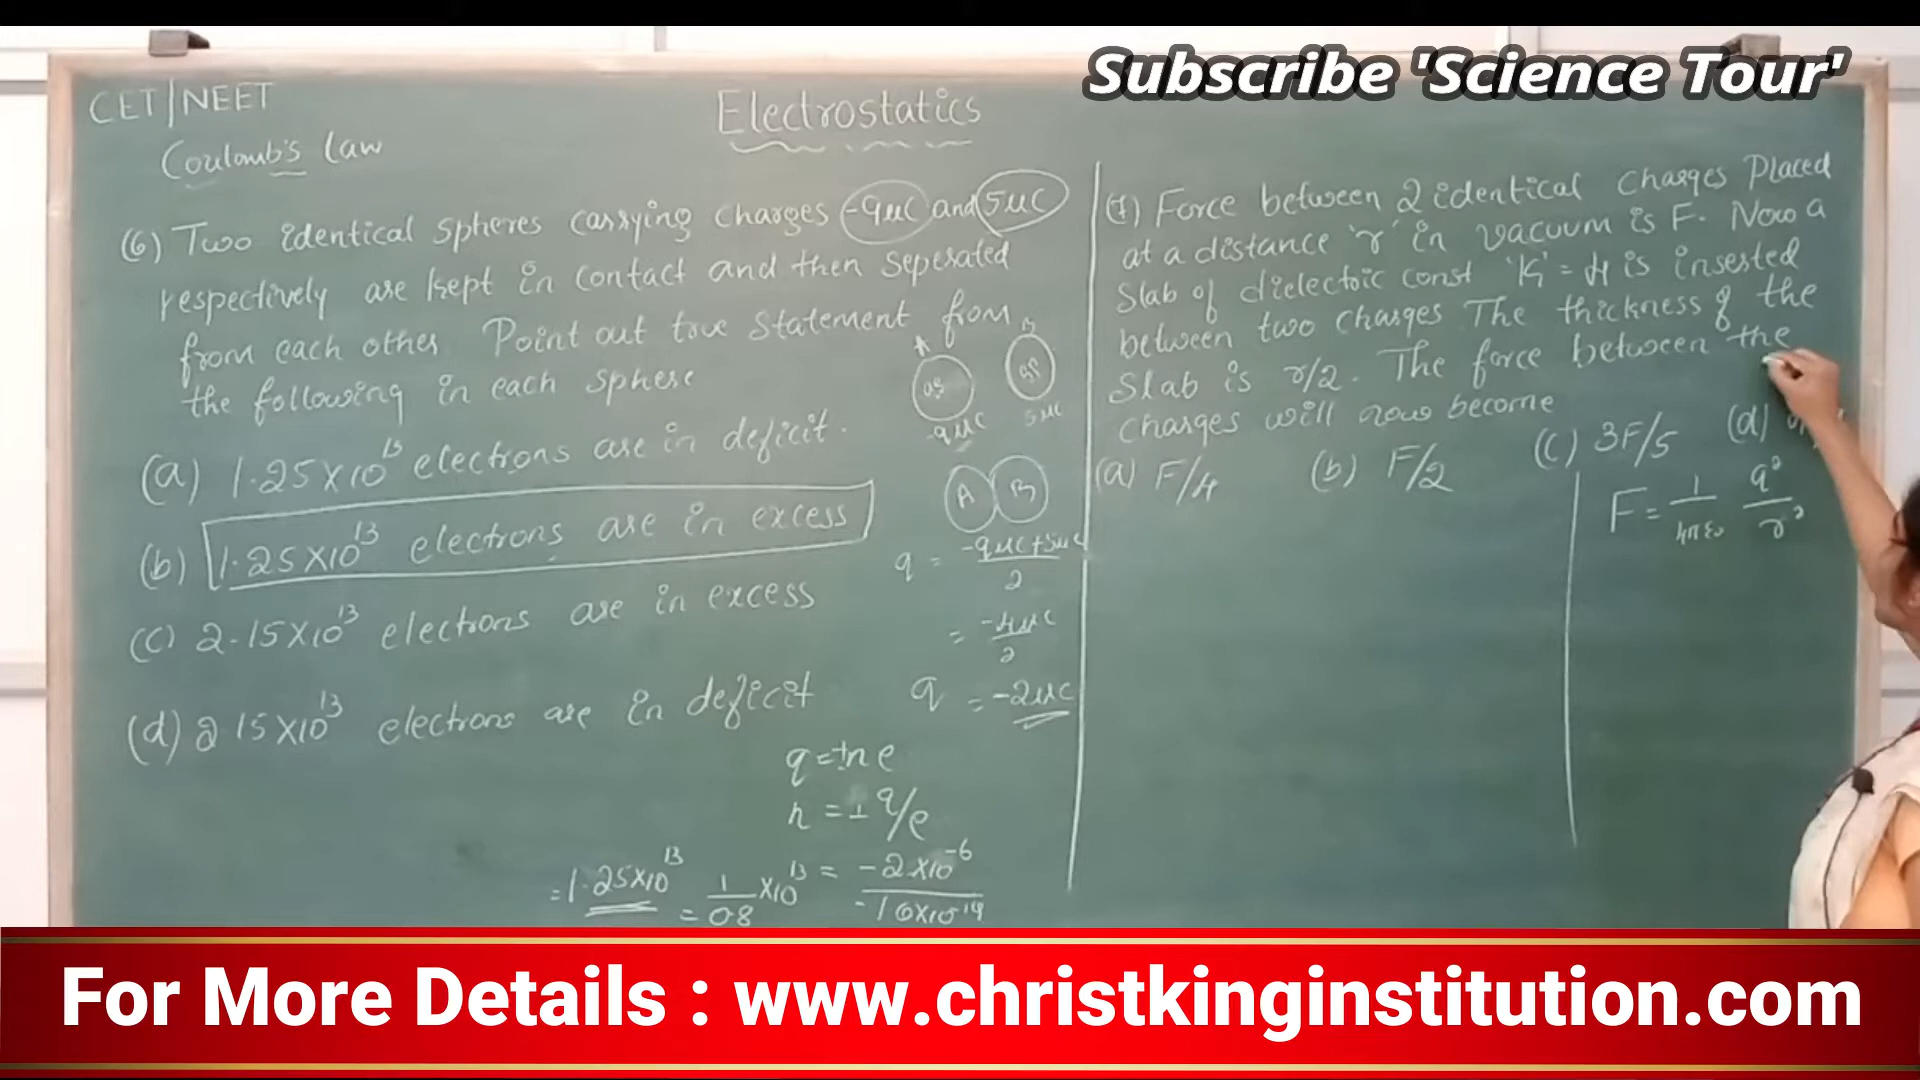 Subscribe 'Science Tour'
CET/NEET
Electrostatics
Coulomb's Law
(6) Two identical spheres carrying charges -9μC and 5μC
respectively are kept in contact and then seperated
from each other Point out true statement from
the following in each sphere
A B
-9μC 5μC
(a) 1.25×10¹³ electrons are in deficit.
(b) 1.25×10¹³ electrons are in excess
(c) 2.15×10¹³ electrons are in excess
(d) 2.15×10¹³ electrons are in deficit
A B
q = -9μC+5μC / 2
= -4μC / 2
q = -2μC
q = ±ne
n = ± q/e
= 1.25×10¹³ = 1/0.8 ×10¹³ = -2×10⁻⁶
(7) Force between 2 identical charges Placed
at a distance 'r' in vacuum is F. Now a
Slab of dielectric const 'K' = 4 is inserted
between two charges The thickness of the
Slab is r/2. The force between the
charges will now become
(a) F/4 (b) F/2 (c) 3F/5 (d)
F = 1/4πε₀ q²/r²
For More Details : www.christkinginstitution.com